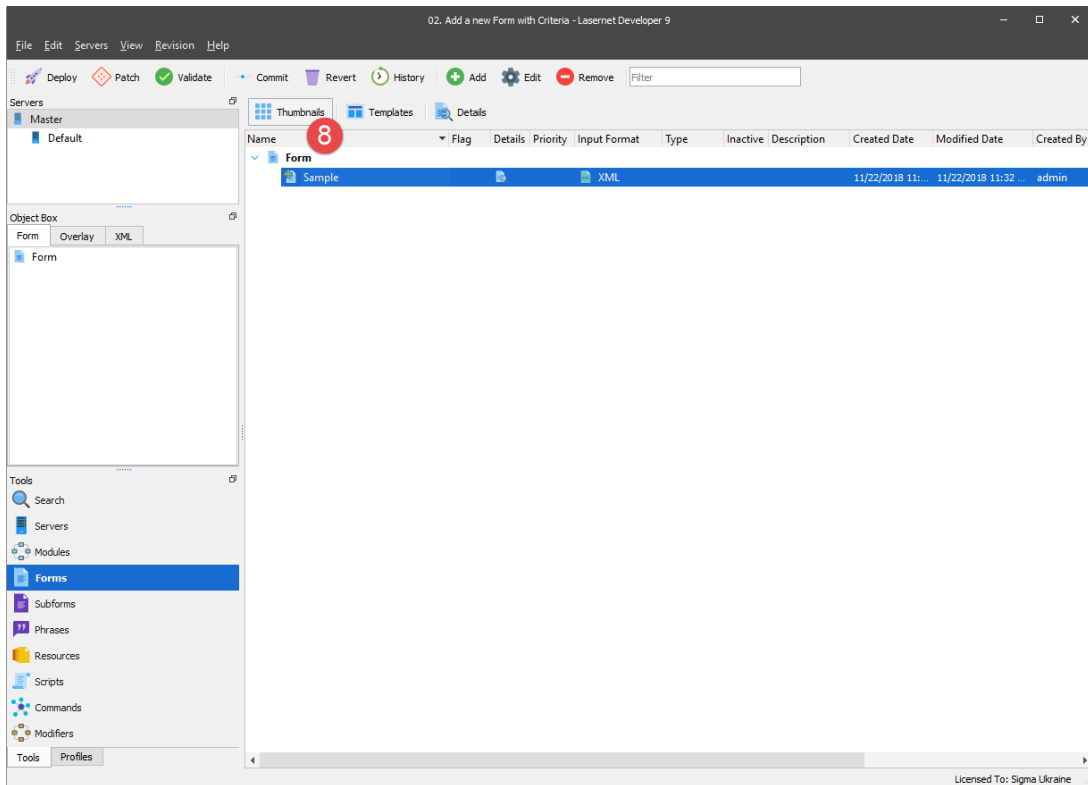 02. Add a new Form with Criteria - Lasernet Developer 9
File Edit Servers View Revision Help
Deploy Patch Validate Commit Revert History Add Edit Remove Filter
Servers
Master
Default
Object Box
Form Overlay XML
Form
Tools
Search
Servers
Modules
Forms
Subforms
Phrases
Resources
Scripts
Commands
Modifiers
Tools Profiles
Thumbnails Templates Details
8
Name Flag Details Priority Input Format Type Inactive Description Created Date Modified Date Created By
Form
Sample XML 11/22/2018 11:... 11/22/2018 11:32 ... admin
Licensed To: Sigma Ukraine